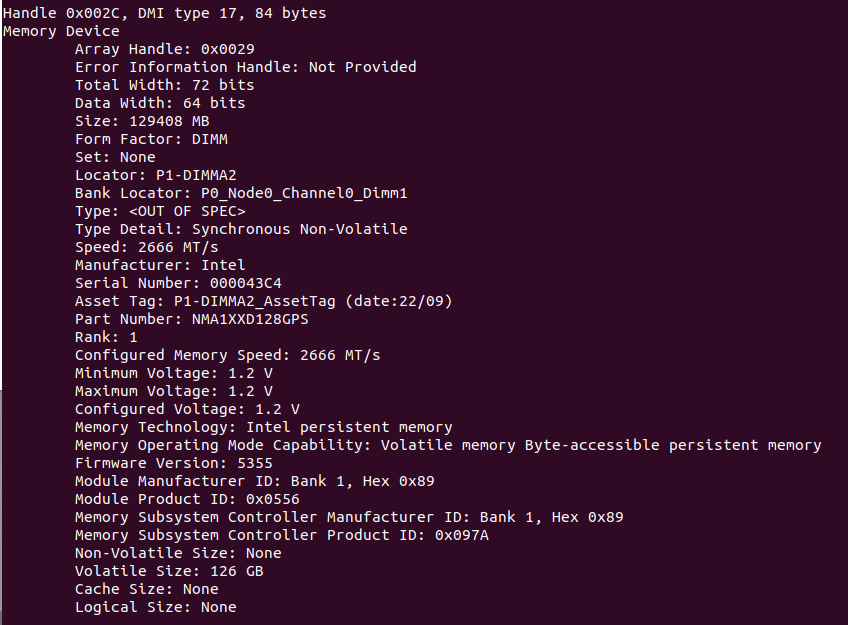 Handle 0x002C, DMI type 17, 84 bytes
Memory Device
Array Handle: 0x0029
Error Information Handle: Not Provided
Total Width: 72 bits
Data Width: 64 bits
Size: 129408 MB
Form Factor: DIMM
Set: None
Locator: P1-DIMMA2
Bank Locator: P0_Node0_Channel0_Dimm1
Type: <OUT OF SPEC>
Type Detail: Synchronous Non-Volatile
Speed: 2666 MT/s
Manufacturer: Intel
Serial Number: 000043C4
Asset Tag: P1-DIMMA2_AssetTag (date:22/09)
Part Number: NMA1XXD128GPS
Rank: 1
Configured Memory Speed: 2666 MT/s
Minimum Voltage: 1.2 V
Maximum Voltage: 1.2 V
Configured Voltage: 1.2 V
Memory Technology: Intel persistent memory
Memory Operating Mode Capability: Volatile memory Byte-accessible persistent memory
Firmware Version: 5355
Module Manufacturer ID: Bank 1, Hex 0x89
Module Product ID: 0x0556
Memory Subsystem Controller Manufacturer ID: Bank 1, Hex 0x89
Memory Subsystem Controller Product ID: 0x097A
Non-Volatile Size: None
Volatile Size: 126 GB
Cache Size: None
Logical Size: None